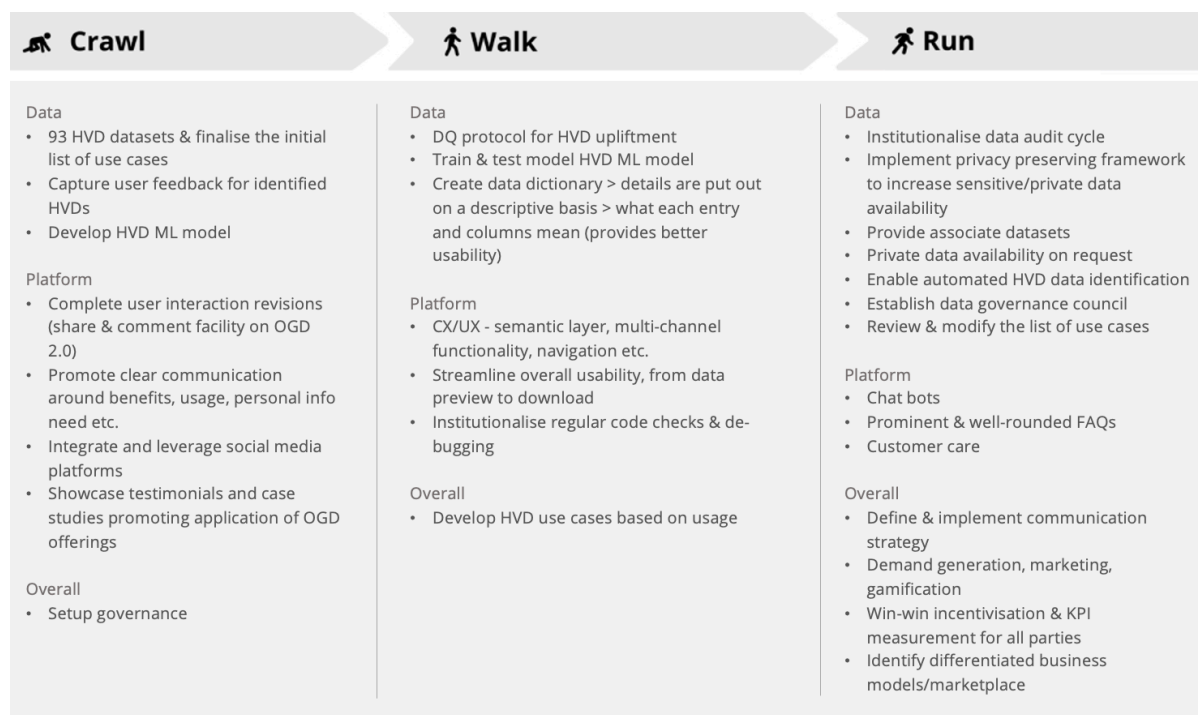 Crawl
Walk
Run
Data
• 93 HVD datasets & finalise the initial
list of use cases
• Capture user feedback for identified
HVDs
• Develop HVD ML model
Platform
• Complete user interaction revisions
(share & comment facility on OGD
2.0)
• Promote clear communication
around benefits, usage, personal info
need etc.
• Integrate and leverage social media
platforms
• Showcase testimonials and case
studies promoting application of OGD
offerings
Overall
• Setup governance
Data
• DQ protocol for HVD upliftment
• Train & test model HVD ML model
• Create data dictionary > details are put out
on a descriptive basis > what each entry
and columns mean (provides better
usability)
Platform
• CX/UX - semantic layer, multi-channel
functionality, navigation etc.
• Streamline overall usability, from data
preview to download
• Institutionalise regular code checks & de-
bugging
Overall
• Develop HVD use cases based on usage
Data
• Institutionalise data audit cycle
• Implement privacy preserving framework
to increase sensitive/private data
availability
• Provide associate datasets
• Private data availability on request
• Enable automated HVD data identification
• Establish data governance council
• Review & modify the list of use cases
Platform
• Chat bots
• Prominent & well-rounded FAQs
• Customer care
Overall
• Define & implement communication
strategy
• Demand generation, marketing,
gamification
• Win-win incentivisation & KPI
measurement for all parties
• Identify differentiated business
models/marketplace